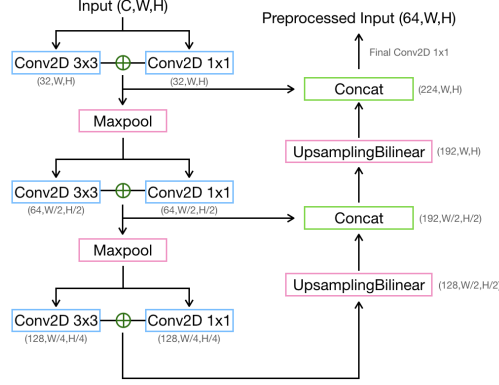 Input (C,W,H)
Preprocessed Input (64,W,H)
Final Conv2D 1x1
Conv2D 3x3
Conv2D 1x1
(32,W,H)
(32,W,H)
Concat
(224,W,H)
Maxpool
UpsamplingBilinear
(192,W,H)
Conv2D 3x3
Conv2D 1x1
(64,W/2,H/2)
(64,W/2,H/2)
Concat
(192,W/2,H/2)
Maxpool
UpsamplingBilinear
(128,W/2,H/2)
Conv2D 3x3
Conv2D 1x1
(128,W/4,H/4)
(128,W/4,H/4)